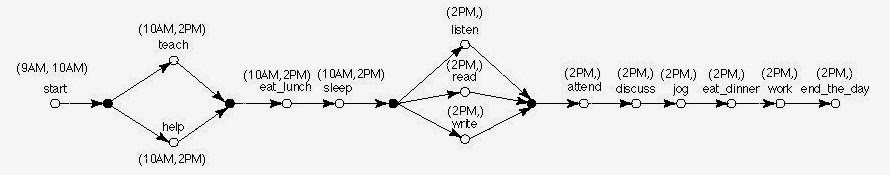 (9AM, 10AM)
start
(10AM,2PM)
teach
help
(10AM,2PM)
(10AM,2PM)
eat_lunch
(10AM,2PM)
sleep
(2PM,)
listen
(2PM,)
read
(2PM,)
write
(2PM,)
attend
(2PM,)
discuss
(2PM,)
jog
(2PM,)
eat_dinner
(2PM,)
work
(2PM,)
end_the_day